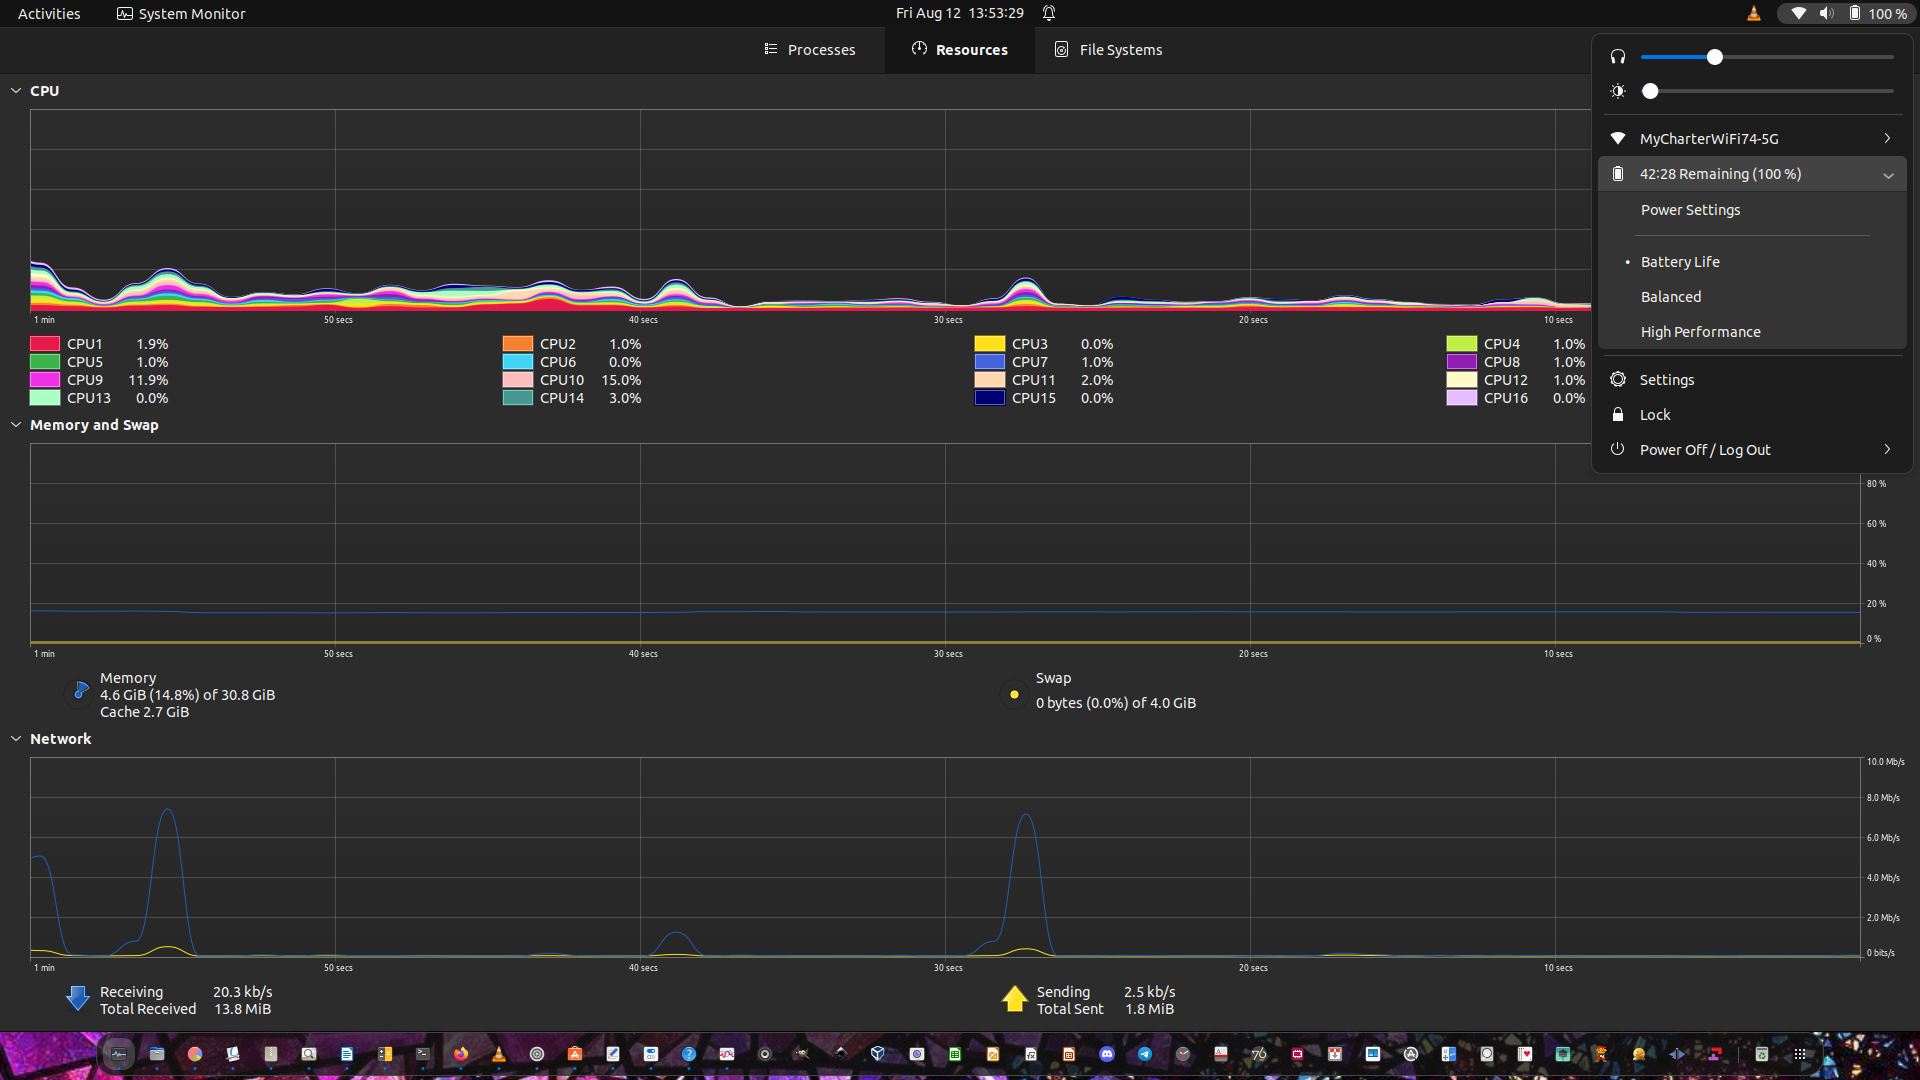 Activities System Monitor Fri Aug 12 13:53:29 100 %
Processes Resources File Systems
CPU
1 min 50 secs 40 secs 30 secs 20 secs 10 secs
CPU1 1.9% CPU2 1.0% CPU3 0.0% CPU4 1.0%
CPU5 1.0% CPU6 0.0% CPU7 1.0% CPU8 1.0%
CPU9 11.9% CPU10 15.0% CPU11 2.0% CPU12 1.0%
CPU13 0.0% CPU14 3.0% CPU15 0.0% CPU16 0.0%
MyCharterWiFi74-5G
42:28 Remaining (100 %)
Power Settings
Battery Life
Balanced
High Performance
Settings
Lock
Power Off / Log Out
Memory and Swap
80 %
60 %
40 %
20 %
0 %
1 min 50 secs 40 secs 30 secs 20 secs 10 secs
Memory
4.6 GiB (14.8%) of 30.8 GiB
Cache 2.7 GiB
Swap
0 bytes (0.0%) of 4.0 GiB
Network
10.0 Mb/s
8.0 Mb/s
6.0 Mb/s
4.0 Mb/s
2.0 Mb/s
0 bits/s
1 min 50 secs 40 secs 30 secs 20 secs 10 secs
Receiving 20.3 kb/s
Total Received 13.8 MiB
Sending 2.5 kb/s
Total Sent 1.8 MiB
76